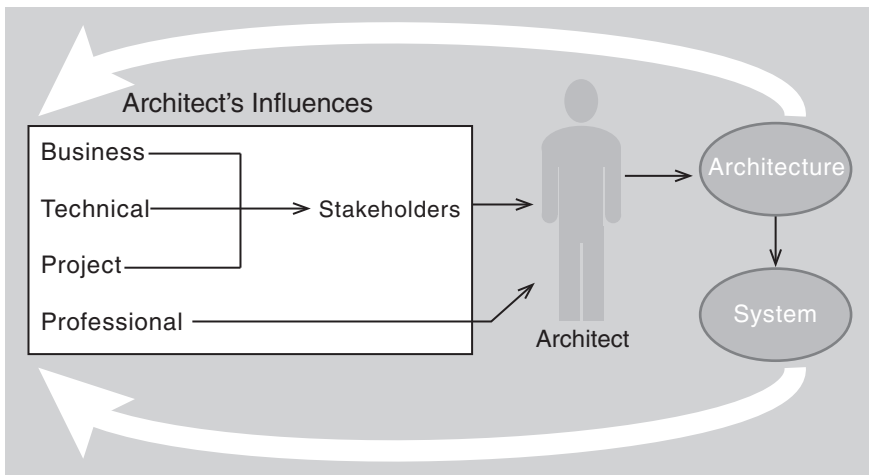 Architect's Influences
Business
Technical
Stakeholders
Project
Professional
Architect
Architecture
System